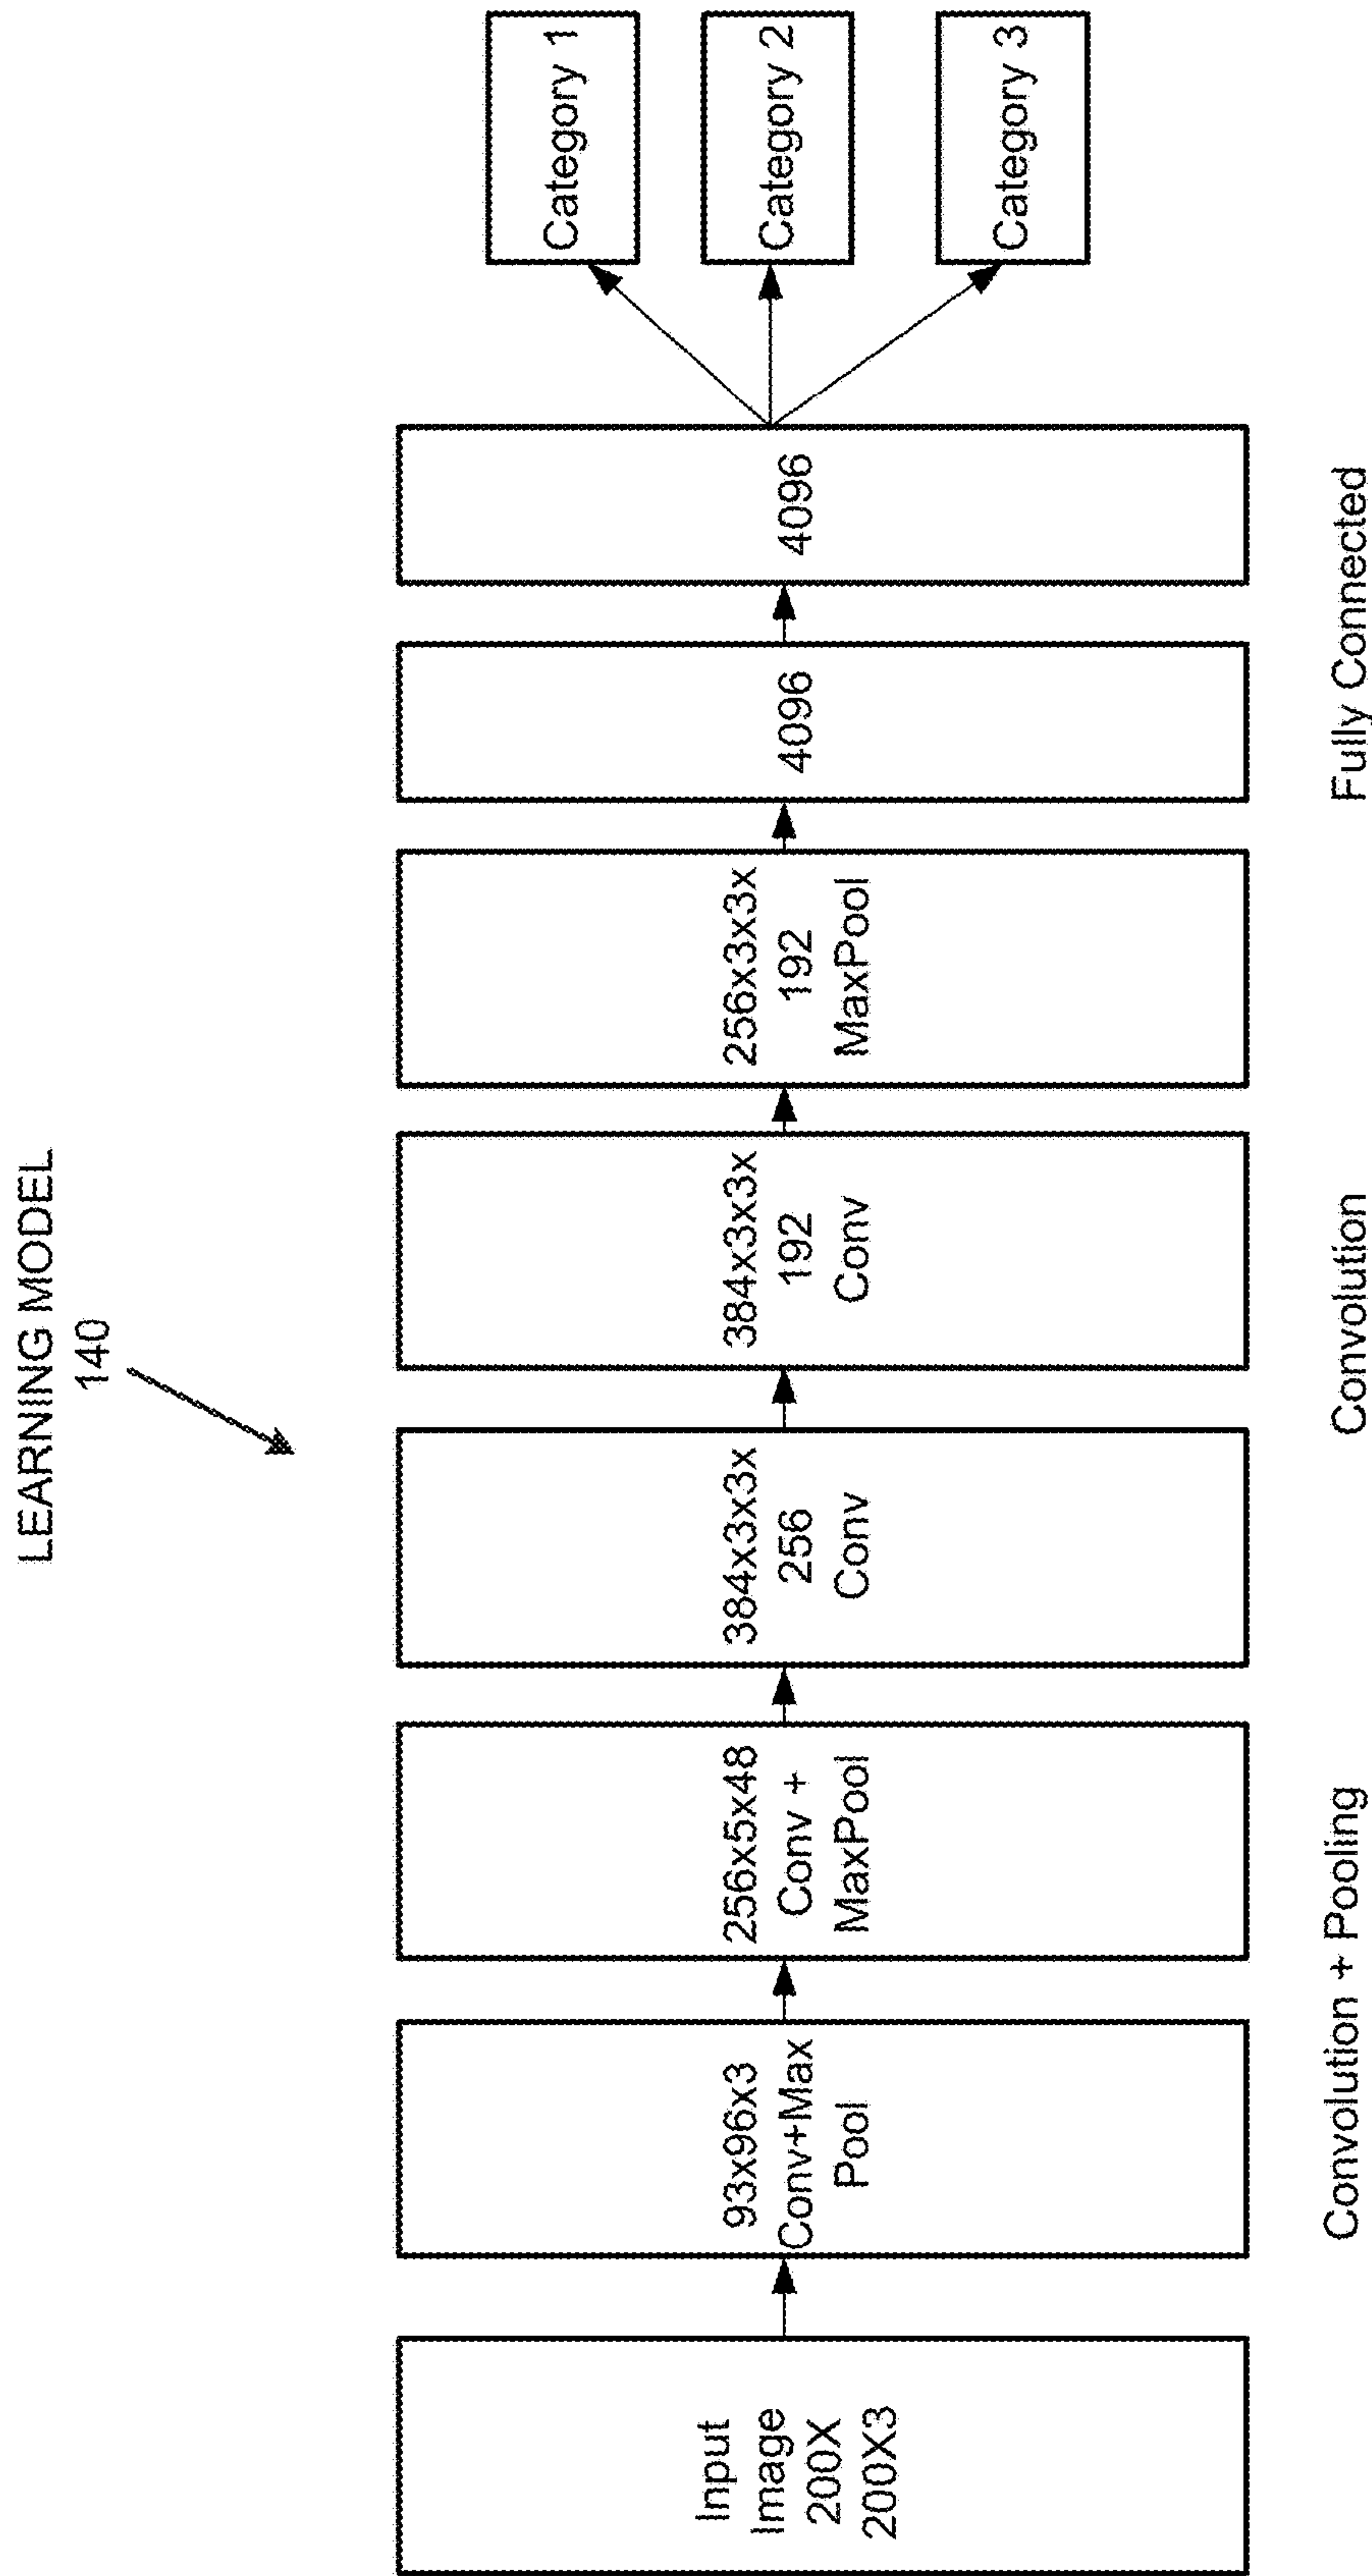 LEARNING MODEL
140
Input
Image
200X
200X3
93x96x3
Conv+Max
Pool
256x5x48
Conv +
MaxPool
384x3x3x
256
Conv
384x3x3x
192
Conv
256x3x3x
192
MaxPool
4096
4096
Category 1
Category 2
Category 3
Convolution + Pooling
Convolution
Fully Connected